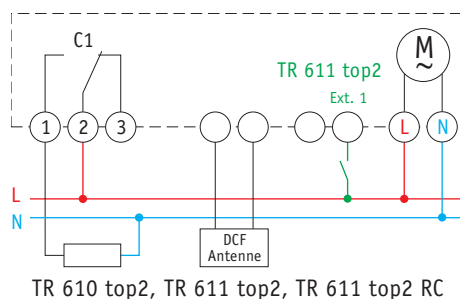 C1
M
~
TR 611 top2
Ext. 1
1
2
3
L
N
L
N
DCF
Antenne
TR 610 top2, TR 611 top2, TR 611 top2 RC